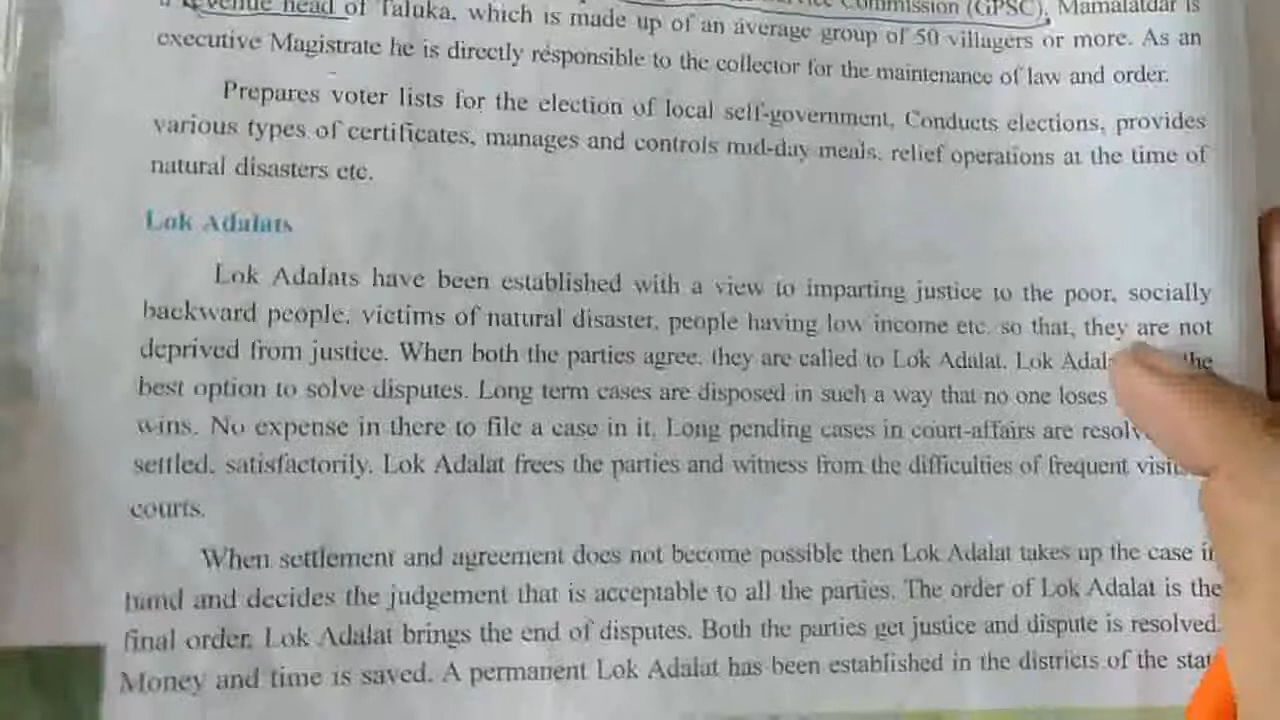 revenue head of Taluka, which is made up of an average group of 50 villagers or more. As an
Commission (GPSC), Mamalatdar is
executive Magistrate he is directly responsible to the collector for the maintenance of law and order.
Prepares voter lists for the election of local self-government, Conducts elections, provides
various types of certificates, manages and controls mid-day meals, relief operations at the time of
natural disasters etc.
Lok Adalats
Lok Adalats have been established with a view to imparting justice to the poor, socially
backward people, victims of natural disaster, people having low income etc. so that, they are not
deprived from justice. When both the parties agree, they are called to Lok Adalat. Lok the
best option to solve disputes. Long term cases are disposed in such a way that no one loses
wins. No expense in there to file a case in it. Long pending cases in court-affairs are
settled, satisfactorily. Lok Adalat frees the parties and witness from the difficulties of frequent
courts.
When settlement and agreement does not become possible then Lok Adalat takes up the case
hand and decides the judgement that is acceptable to all the parties. The order of Lok Adalat is the
final order. Lok Adalat brings the end of disputes. Both the parties get justice and dispute is resolved.
Money and time is saved. A permanent Lok Adalat has been established in the districts of the